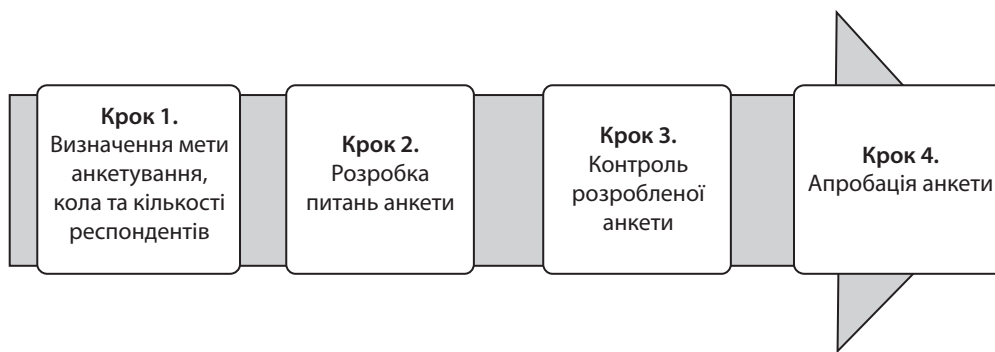 Крок 1.
Визначення мети
анкетування,
кола та кількості
респондентів
Крок 2.
Розробка
питань анкети
Крок 3.
Контроль
розробленої
анкети
Крок 4.
Апробація анкети